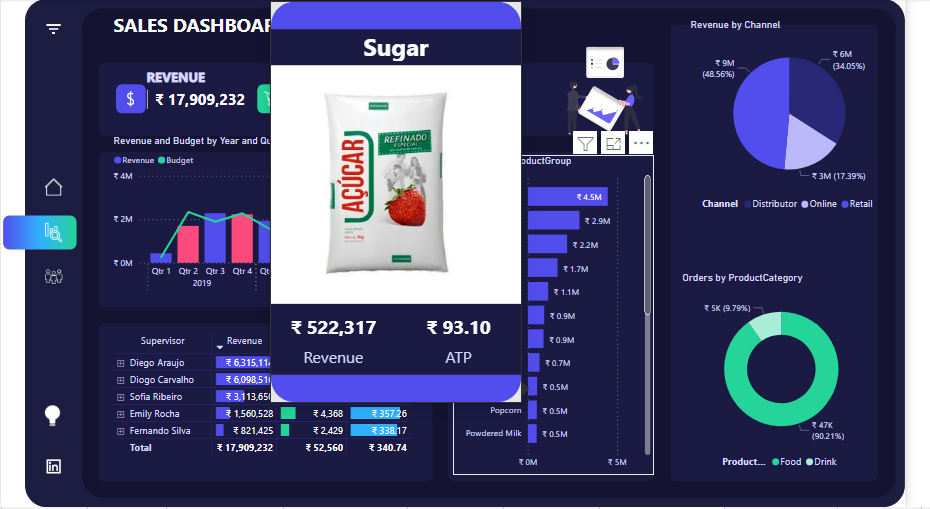 SALES DASHBOAR
Sugar
REVENUE
₹ 17,909,232
Revenue and Budget by Year and Qu
Revenue Budget
₹ 4M
₹ 2M
₹ 0M
Qtr 1 Qtr 2 Qtr 3 Qtr 4 Qt
2019
AÇÚCAR
REFINADO
ESPECIAL
₹ 522,317
Revenue
₹ 93.10
ATP
oductGroup
₹ 4.5M
₹ 2.9M
₹ 2.2M
₹ 1.7M
₹ 1.1M
₹ 0.9M
₹ 0.9M
₹ 0.7M
₹ 0.5M
Popcorn ₹ 0.5M
Powdered Milk ₹ 0.5M
₹ 0M ₹ 5M
Revenue by Channel
₹ 9M
(48.56%)
₹ 6M
(34.05%)
₹ 3M (17.39%)
Channel Distributor Online Retail
Orders by ProductCategory
₹ 5K (9.79%)
₹ 47K
(90.21%)
Product... Food Drink
Supervisor Revenue
Diego Araujo ₹ 6,315,114
Diogo Carvalho ₹ 6,098,510
Sofia Ribeiro ₹ 3,113,650
Emily Rocha ₹ 1,560,528 ₹ 4,368 ₹ 357.26
Fernando Silva ₹ 821,425 ₹ 2,429 ₹ 338.17
Total ₹ 17,909,232 ₹ 52,560 ₹ 340.74
in